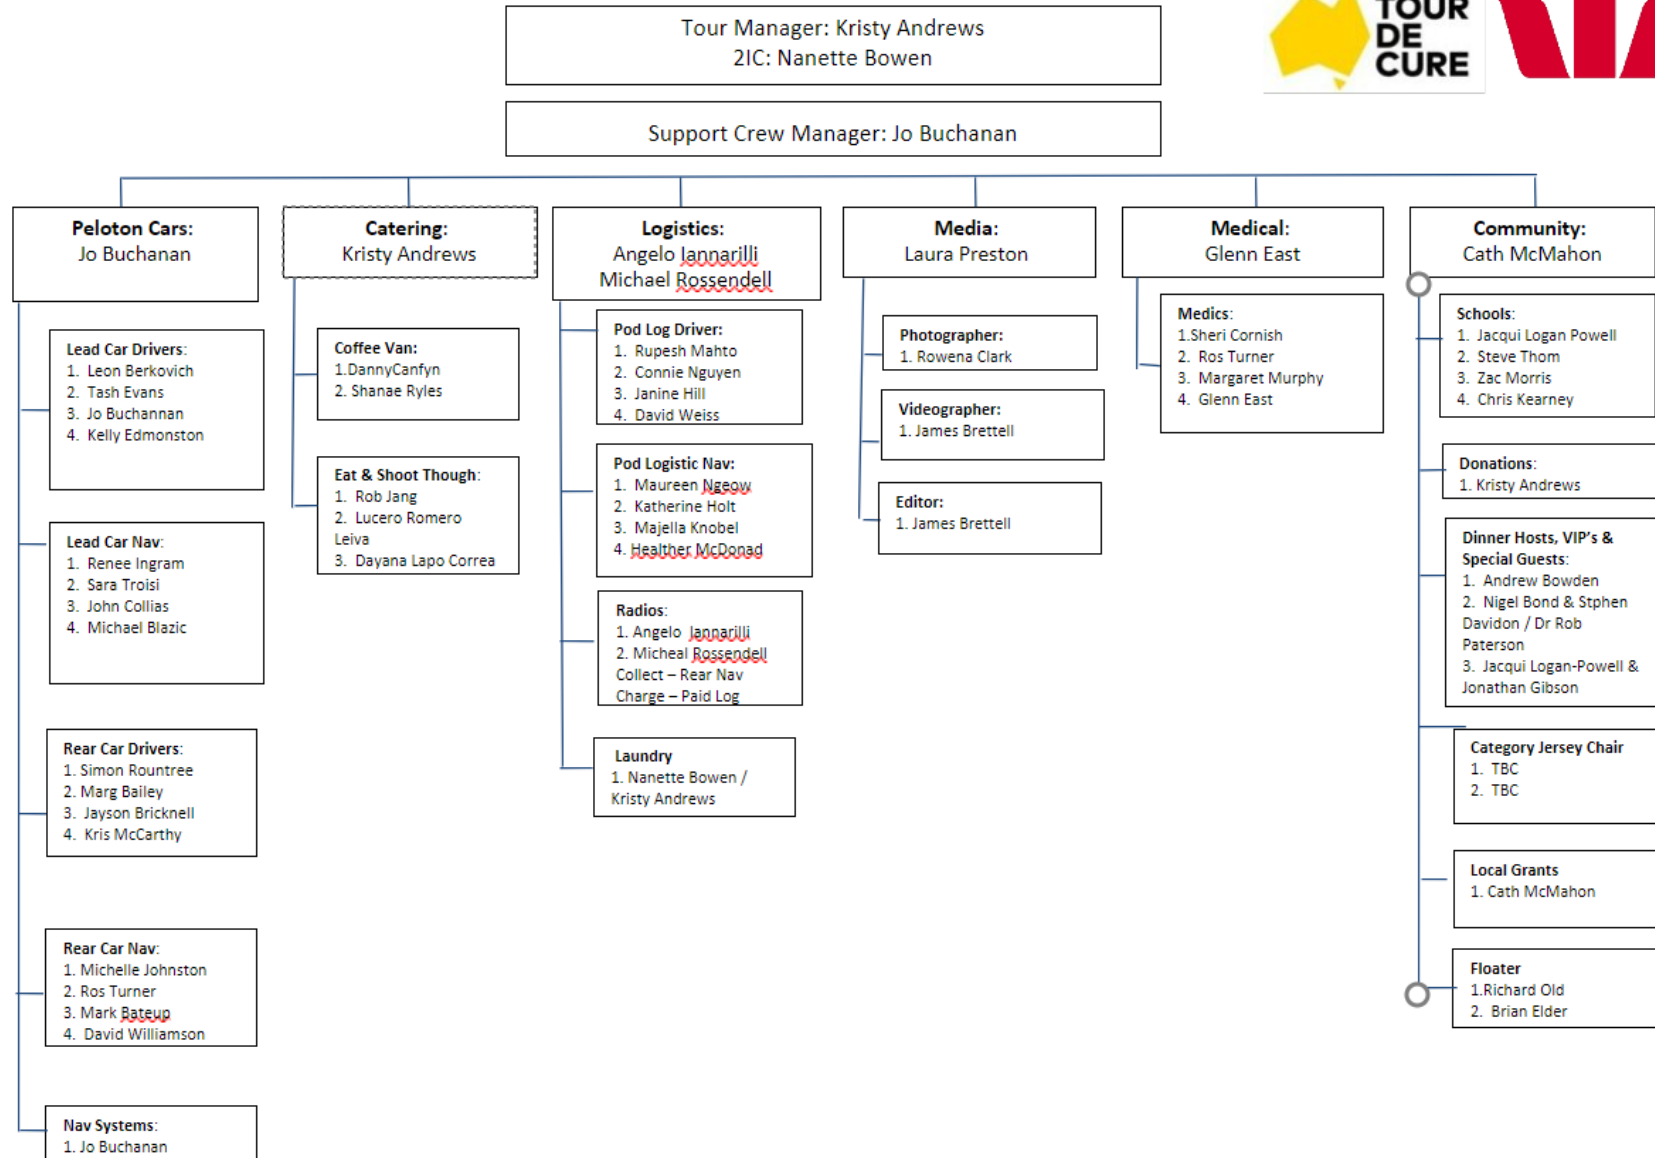 Tour Manager: Kristy Andrews
2IC: Nanette Bowen
TOUR
DE
CURE
Support Crew Manager: Jo Buchanan
Peloton Cars:
Jo Buchanan
Lead Car Drivers:
1. Leon Berkovich
2. Tash Evans
3. Jo Buchannan
4. Kelly Edmonston
Lead Car Nav:
1. Renee Ingram
2. Sara Troisi
3. John Collias
4. Michael Blazic
Rear Car Drivers:
1. Simon Rountree
2. Marg Bailey
3. Jayson Bricknell
4. Kris McCarthy
Rear Car Nav:
1. Michelle Johnston
2. Ros Turner
3. Mark Bateup
4. David Williamson
Nav Systems:
1. Jo Buchanan
Catering:
Kristy Andrews
Coffee Van:
1.DannyCanfyn
2. Shanae Ryles
Eat & Shoot Though:
1. Rob Jang
2. Lucero Romero
Leiva
3. Dayana Lapo Correa
Logistics:
Angelo Iannarilli
Michael Rossendell
Pod Log Driver:
1. Rupesh Mahto
2. Connie Nguyen
3. Janine Hill
4. David Weiss
Pod Logistic Nav:
1. Maureen Ngeow
2. Katherine Holt
3. Majella Knobel
4. Healther McDonad
Radios:
1. Angelo Iannarilli
2. Micheal Rossendell
Collect – Rear Nav
Charge – Paid Log
Laundry
1. Nanette Bowen /
Kristy Andrews
Media:
Laura Preston
Photographer:
1. Rowena Clark
Videographer:
1. James Brettell
Editor:
1. James Brettell
Medical:
Glenn East
Medics:
1.Sheri Cornish
2. Ros Turner
3. Margaret Murphy
4. Glenn East
Community:
Cath McMahon
Schools:
1. Jacqui Logan Powell
2. Steve Thom
3. Zac Morris
4. Chris Kearney
Donations:
1. Kristy Andrews
Dinner Hosts, VIP's &
Special Guests:
1. Andrew Bowden
2. Nigel Bond & Stphen
Davidon / Dr Rob
Paterson
3. Jacqui Logan-Powell &
Jonathan Gibson
Category Jersey Chair
1. TBC
2. TBC
Local Grants
1. Cath McMahon
Floater
1.Richard Old
2. Brian Elder